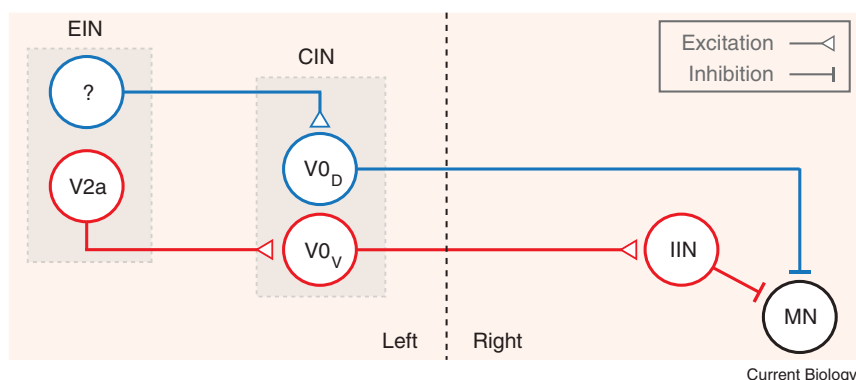 EIN
CIN
Excitation
Inhibition
?
V0D
V2a
V0V
IIN
MN
Left
Right
Current Biology